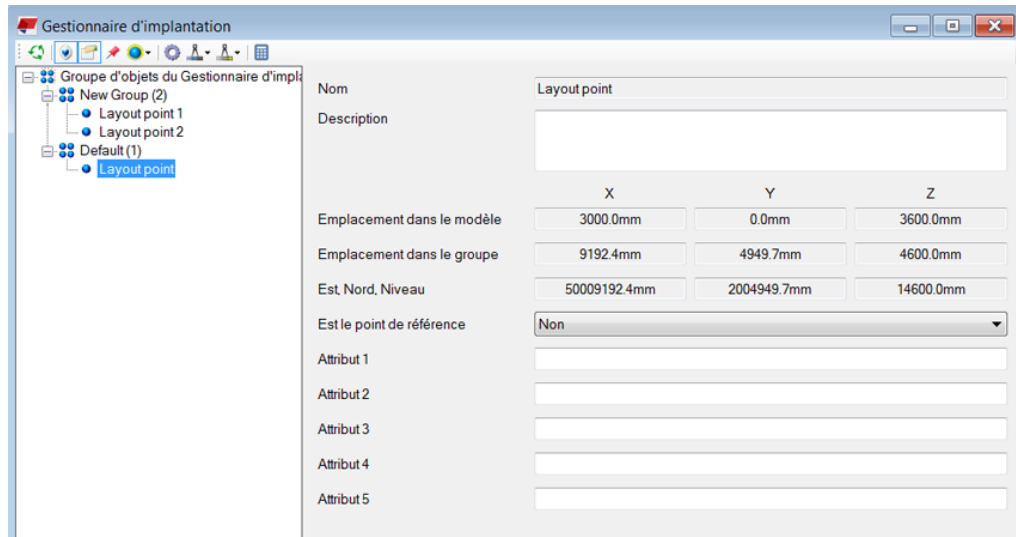 Gestionnaire d'implantation
Groupe d'objets du Gestionnaire d'impl
New Group (2)
Layout point 1
Layout point 2
Default (1)
Layout point
Nom Layout point
Description
X Y Z
Emplacement dans le modèle 3000.0mm 0.0mm 3600.0mm
Emplacement dans le groupe 9192.4mm 4949.7mm 4600.0mm
Est, Nord, Niveau 50009192.4mm 2004949.7mm 14600.0mm
Est le point de référence Non
Attribut 1
Attribut 2
Attribut 3
Attribut 4
Attribut 5